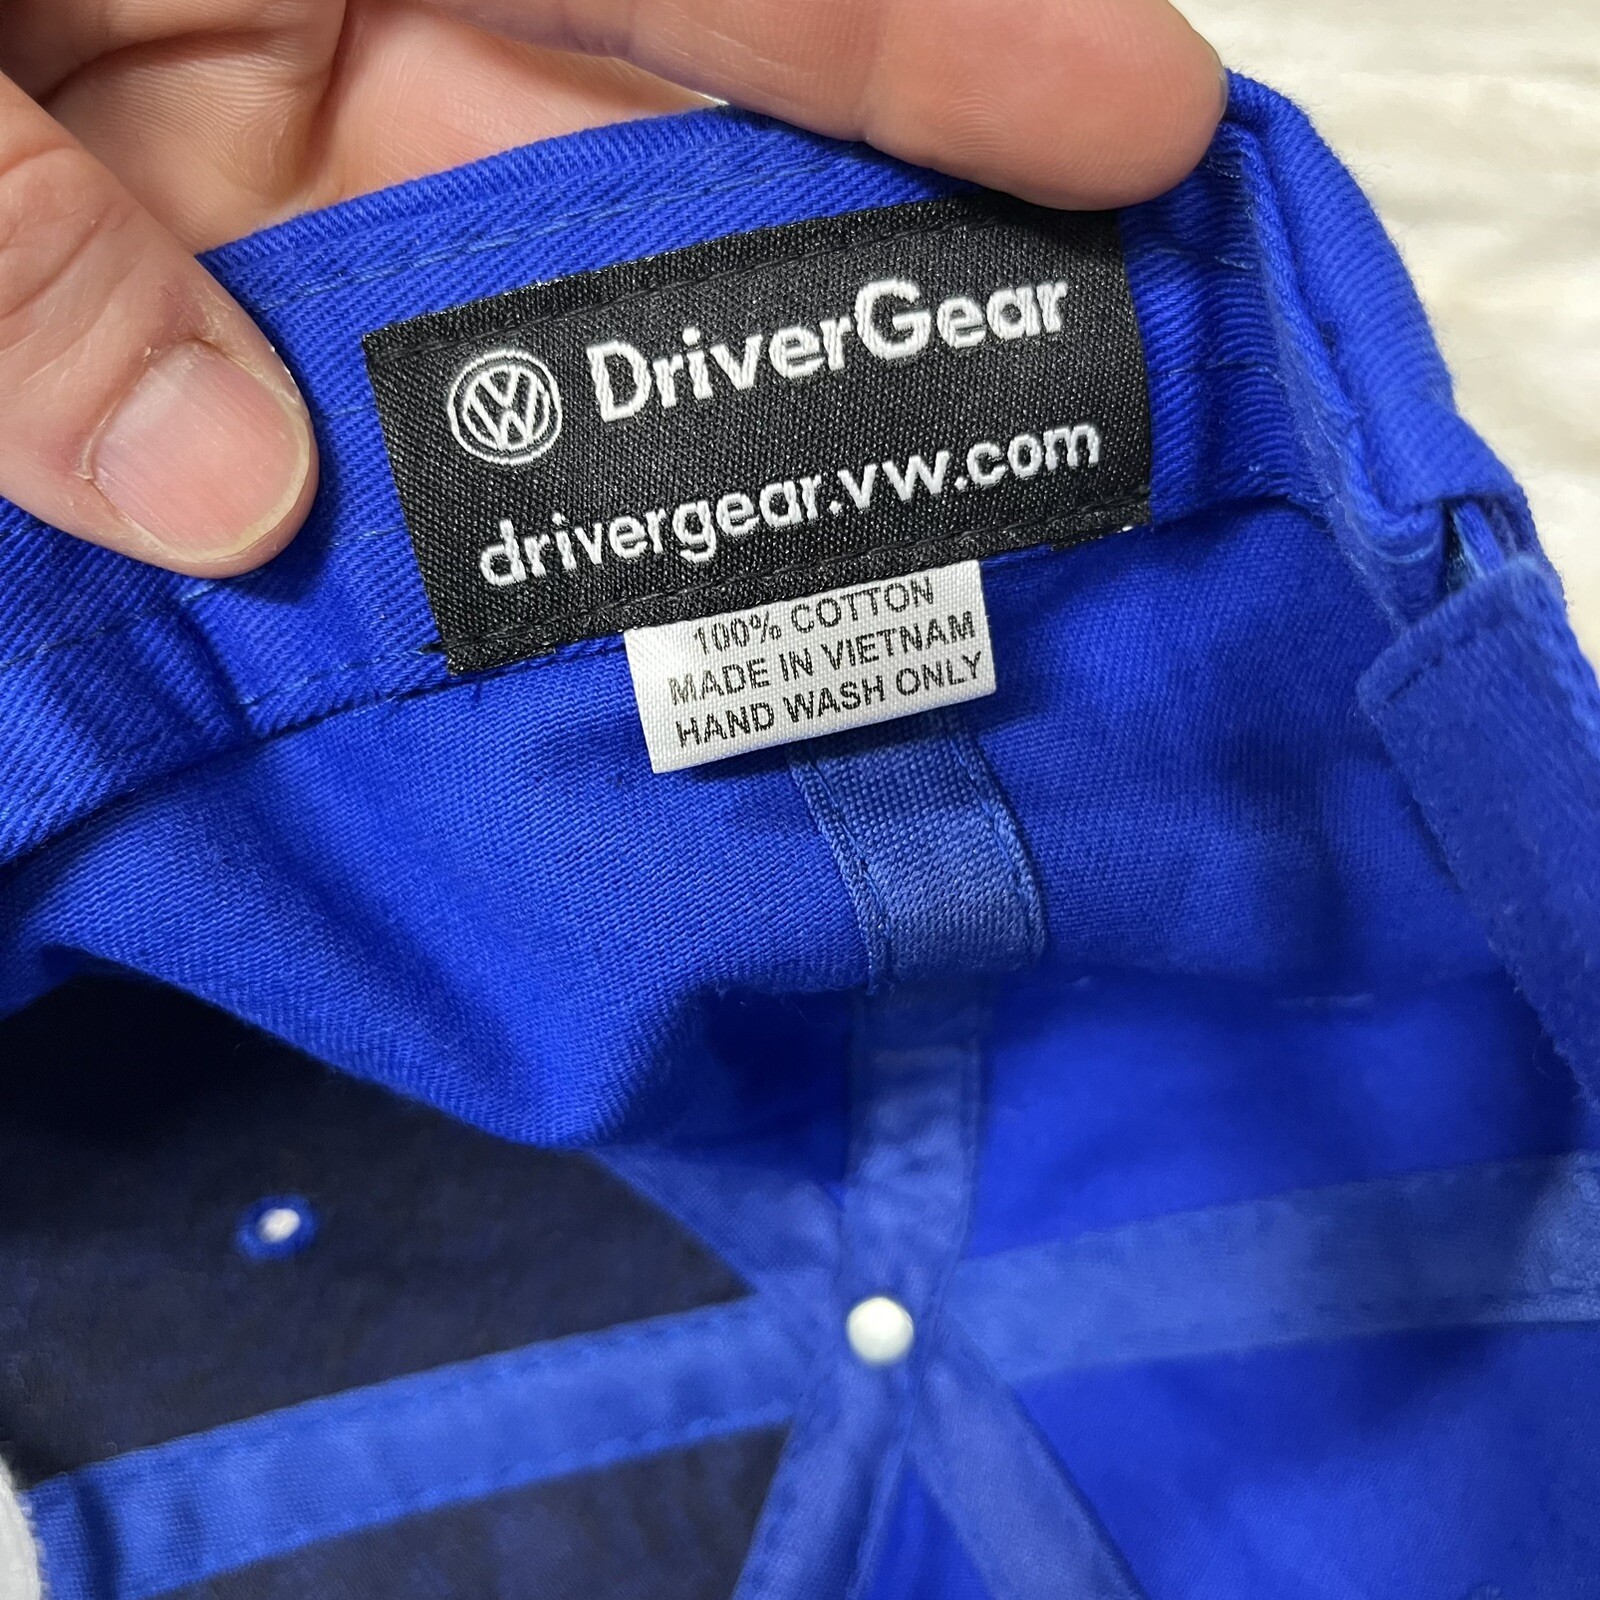 DriverGear
drivergear.vw.com
100% COTTON
MADE IN VIETNAM
HAND WASH ONLY